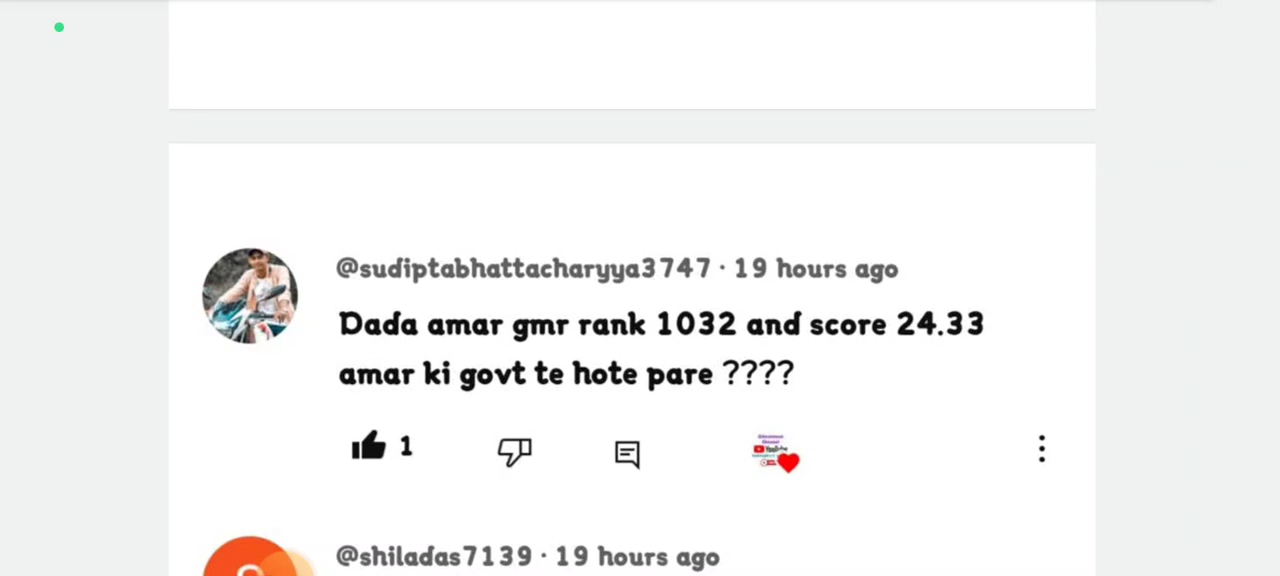 @sudiptabhattacharyya3747 · 19 hours ago
Dada amar gmr rank 1032 and score 24.33
amar ki govt te hote pare ????
1
YouTube
@shiladas7139 · 19 hours ago